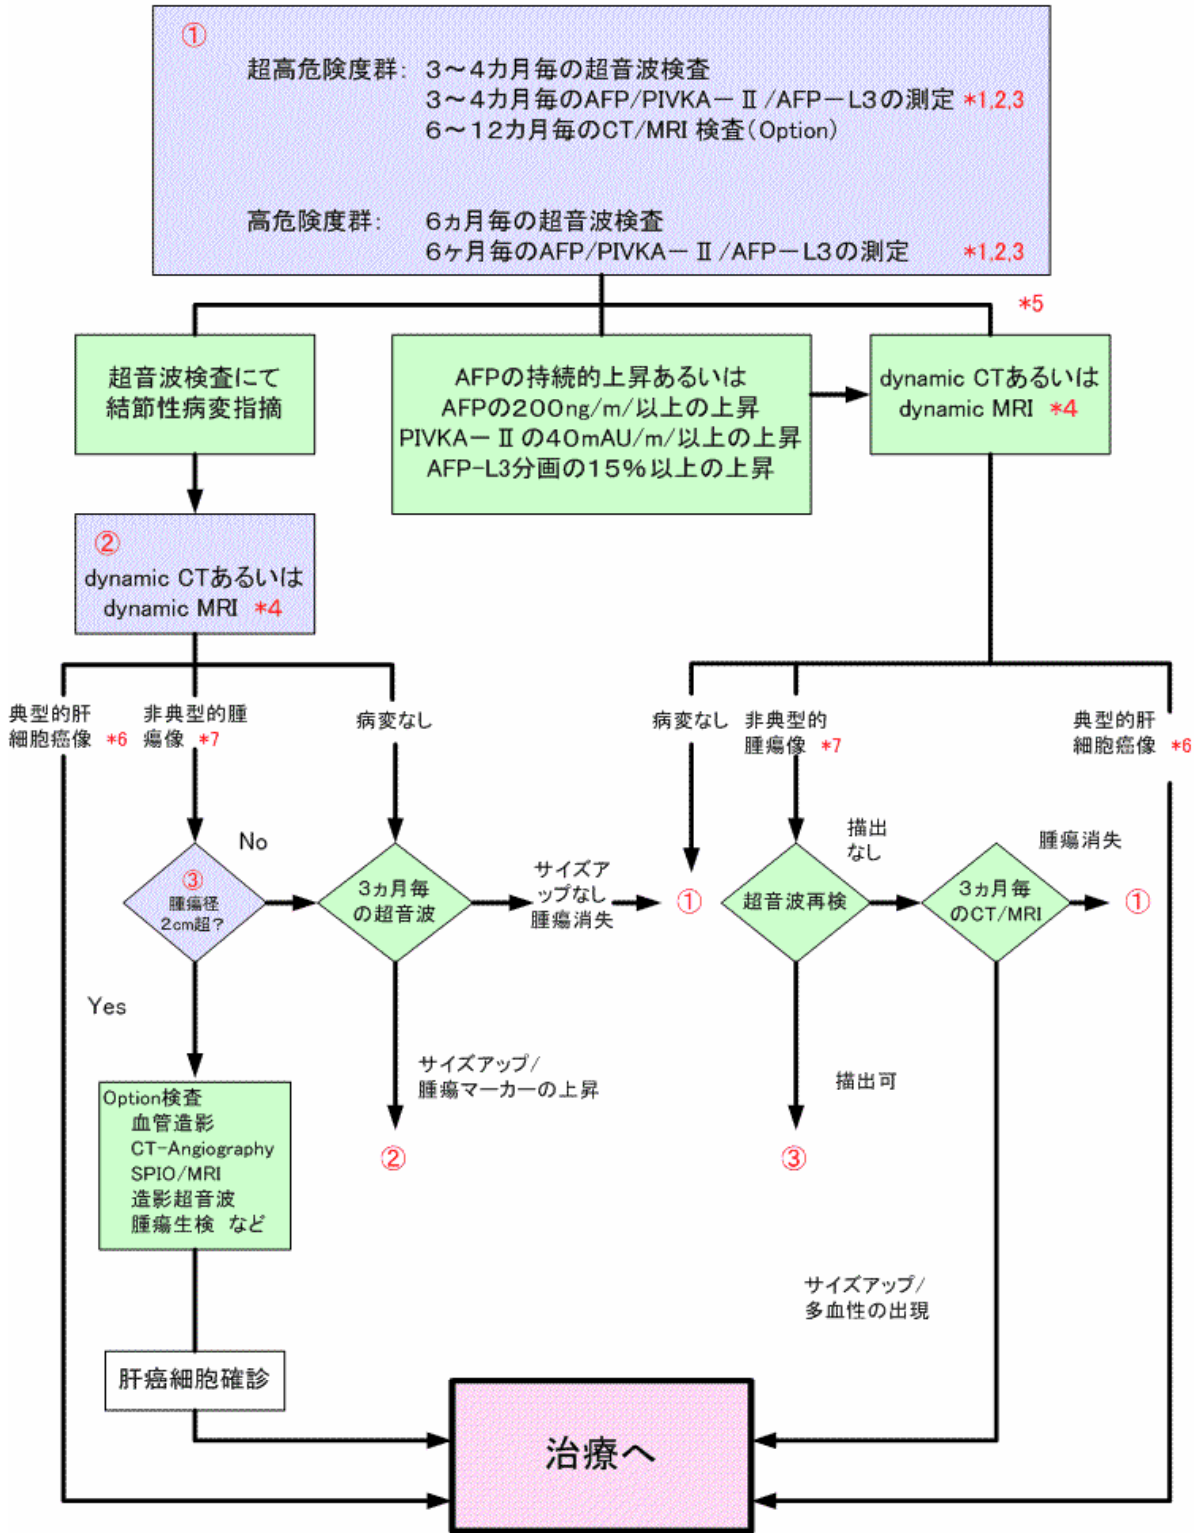 ①
超高危険度群: 3~4カ月毎の超音波検査
3~4カ月毎のAFP/PIVKA-Ⅱ/AFP-L3の測定 *1,2,3
6~12カ月毎のCT/MRI 検査(Option)
高危険度群: 6ヵ月毎の超音波検査
6ヶ月毎のAFP/PIVKA-Ⅱ/AFP-L3の測定 *1,2,3
*5
超音波検査にて
結節性病変指摘
AFPの持続的上昇あるいは
AFPの200ng/m/以上の上昇
PIVKA-Ⅱの40mAU/m/以上の上昇
AFP-L3分画の15%以上の上昇
dynamic CTあるいは
dynamic MRI *4
②
dynamic CTあるいは
dynamic MRI *4
典型的肝
細胞癌像 *6
非典型的腫
瘍像 *7
病変なし
病変なし
非典型的
腫瘍像 *7
典型的肝
細胞癌像 *6
No
③
腫瘍径
2cm超?
3ヵ月毎
の超音波
サイズア
ップなし
腫瘍消失
①
超音波再検
描出
なし
3ヵ月毎
のCT/MRI
腫瘍消失
①
Yes
サイズアップ/
腫瘍マーカーの上昇
②
描出可
③
Option検査
血管造影
CT-Angiography
SPIO/MRI
造影超音波
腫瘍生検 など
サイズアップ/
多血性の出現
肝癌細胞確診
治療へ